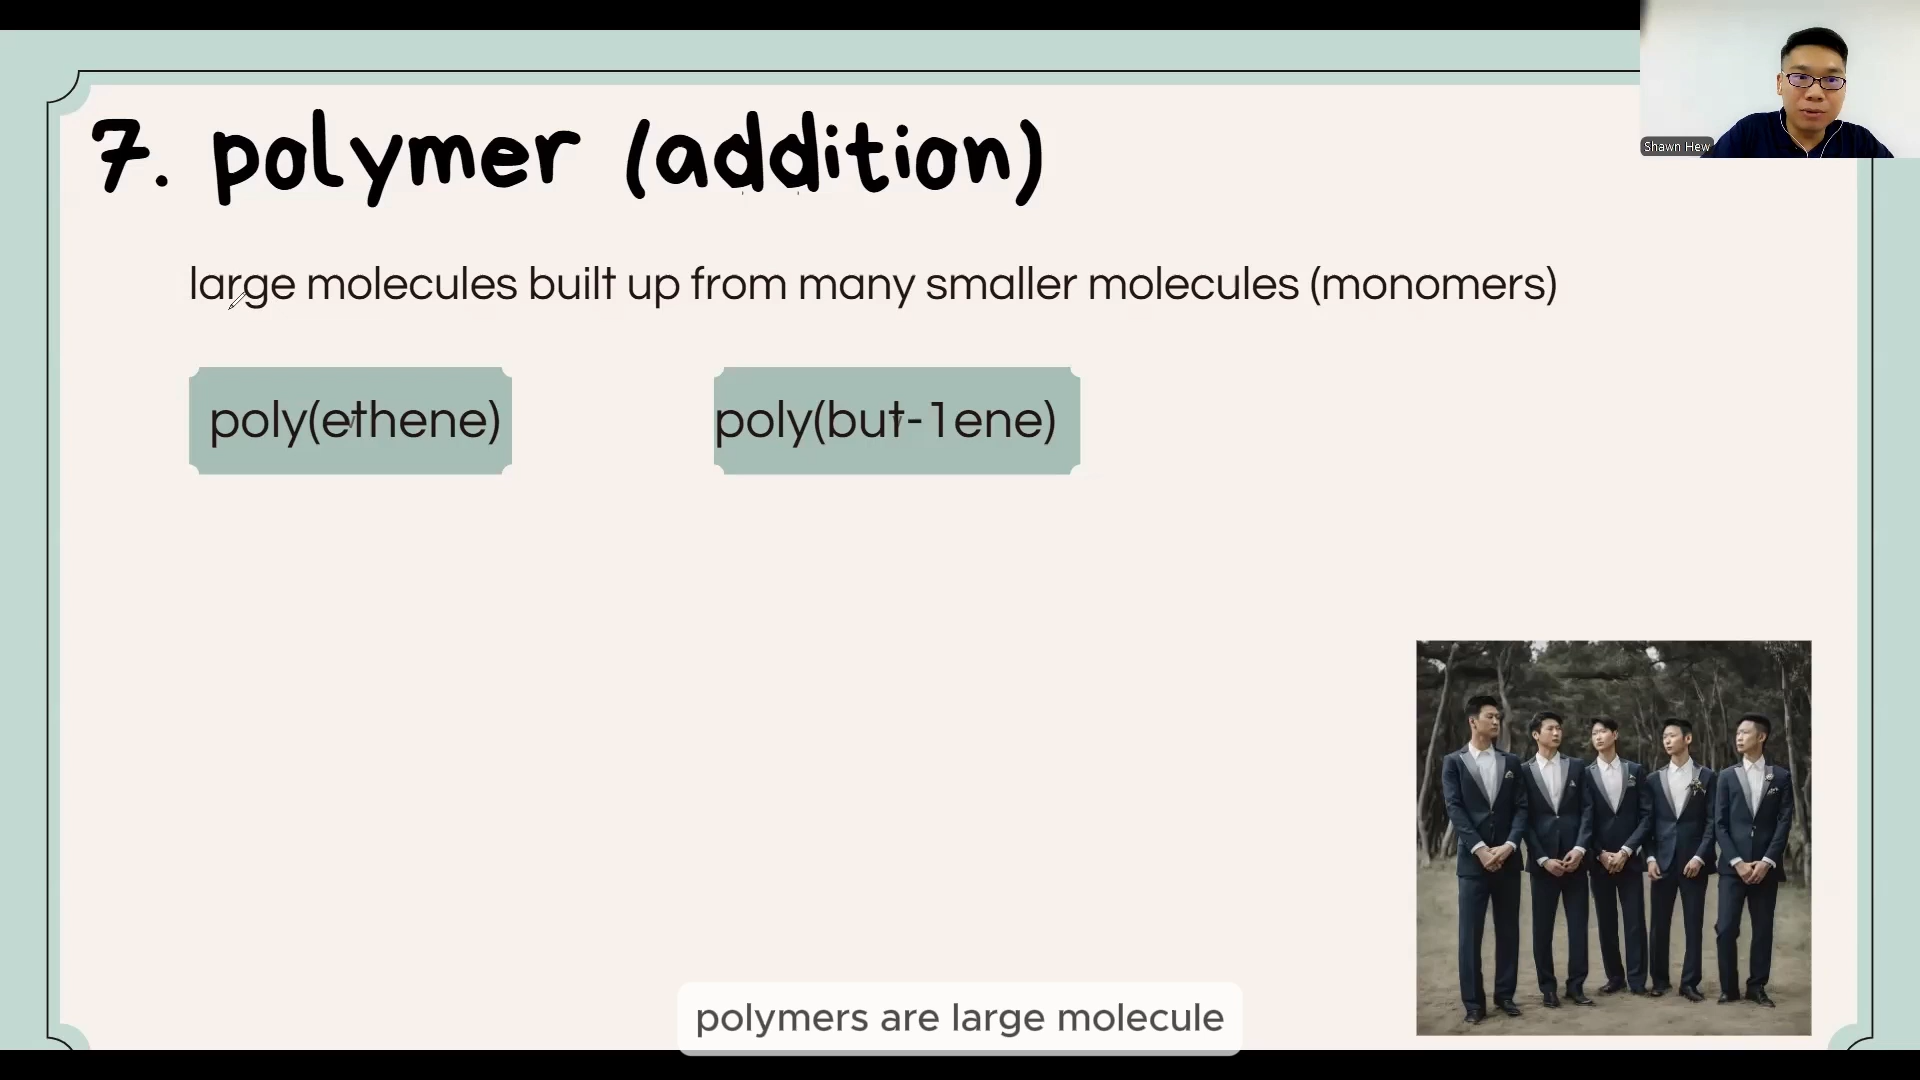 7. polymer (addition)
Shawn Hew
large molecules built up from many smaller molecules (monomers)
poly(ethene)
poly(but-1ene)
polymers are large molecule